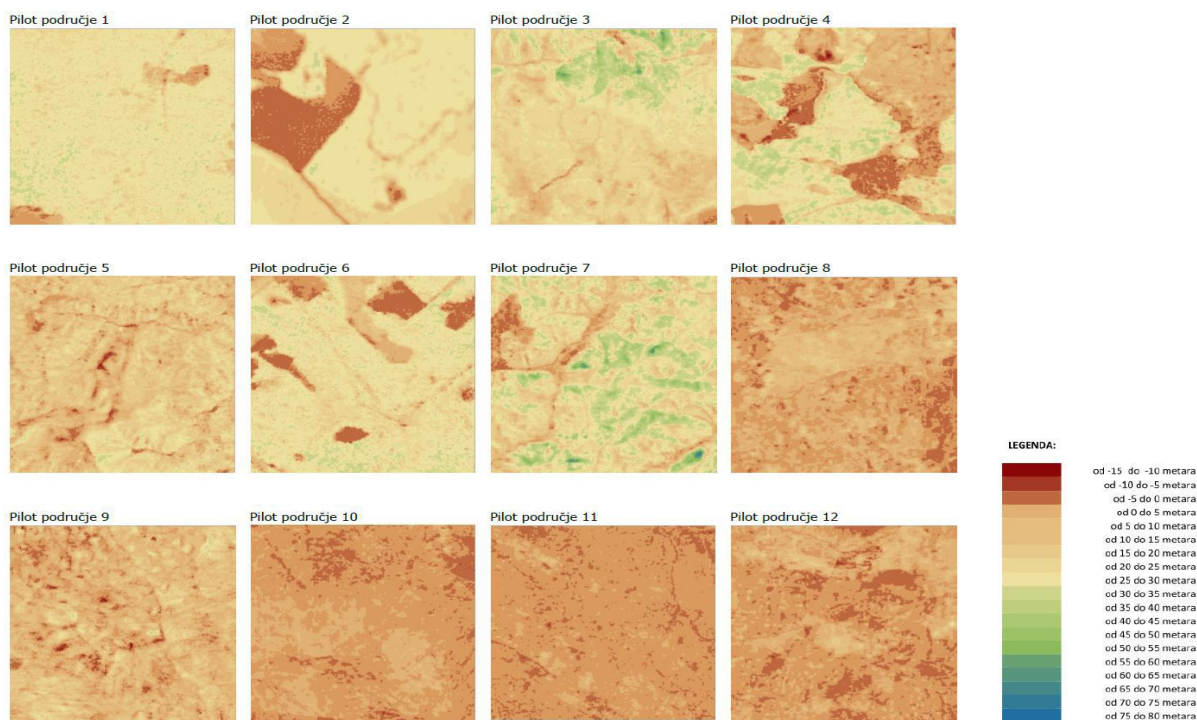 Pilot područje 1
Pilot područje 2
Pilot područje 3
Pilot područje 4
Pilot područje 5
Pilot područje 6
Pilot područje 7
Pilot područje 8
Pilot područje 9
Pilot područje 10
Pilot područje 11
Pilot područje 12
LEGENDA:
od -15 do -10 metara
od -10 do -5 metara
od -5 do 0 metara
od 0 do 5 metara
od 5 do 10 metara
od 10 do 15 metara
od 15 do 20 metara
od 20 do 25 metara
od 25 do 30 metara
od 30 do 35 metara
od 35 do 40 metara
od 40 do 45 metara
od 45 do 50 metara
od 50 do 55 metara
od 55 do 60 metara
od 60 do 65 metara
od 65 do 70 metara
od 70 do 75 metara
od 75 do 80 metara